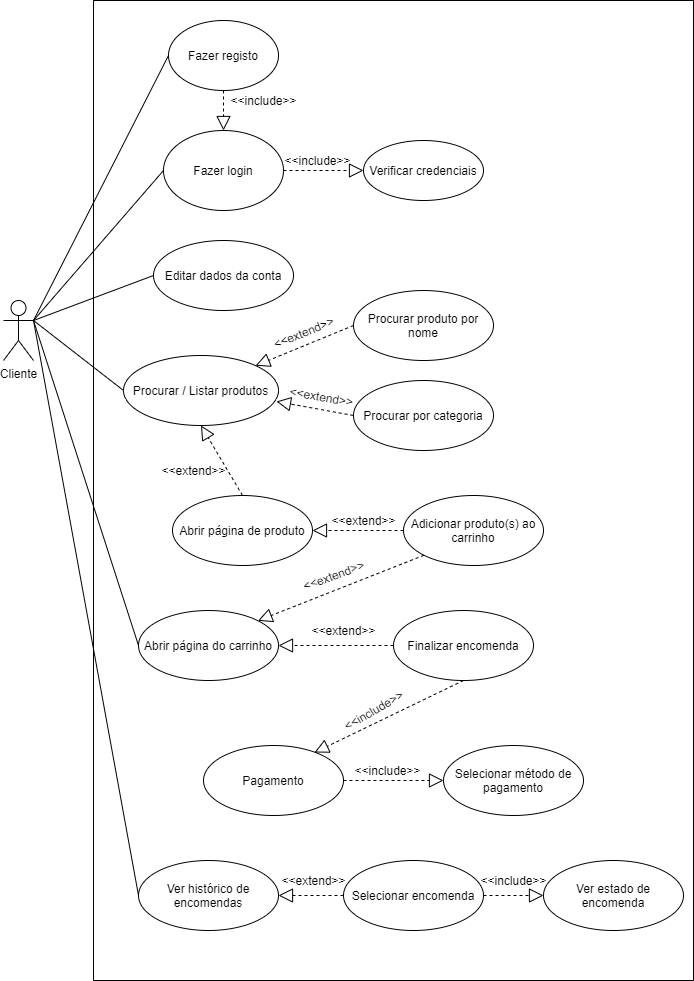 Fazer registo
<<include>>
Fazer login
<<include>>
Verificar credenciais
Editar dados da conta
Cliente
Procurar / Listar produtos
<<extend>>
Procurar produto por
nome
<<extend>>
Procurar por categoria
<<extend>>
Abrir página de produto
<<extend>>
Adicionar produto(s) ao
carrinho
<<extend>>
Abrir página do carrinho
<<extend>>
Finalizar encomenda
<<include>>
Pagamento
<<include>>
Selecionar método de
pagamento
Ver histórico de
encomendas
<<extend>>
Selecionar encomenda
<<include>>
Ver estado de
encomenda